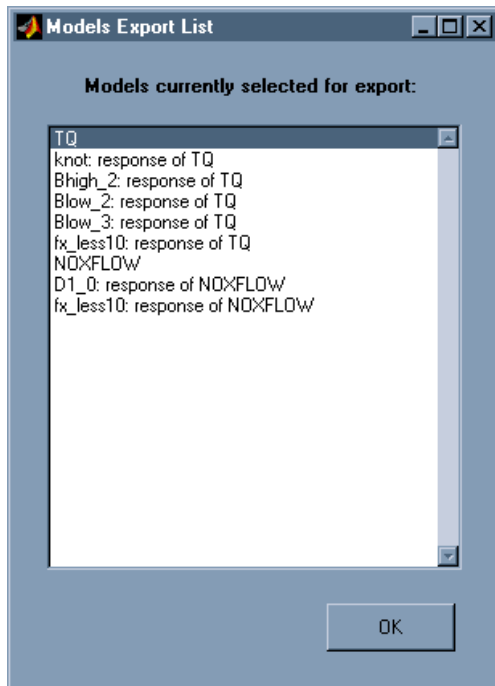 Models Export List
Models currently selected for export:
TQ
knot: response of TQ
Bhigh_2: response of TQ
Blow_2: response of TQ
Blow_3: response of TQ
fx_less10: response of TQ
NOXFLOW
D1_0: response of NOXFLOW
fx_less10: response of NOXFLOW
OK